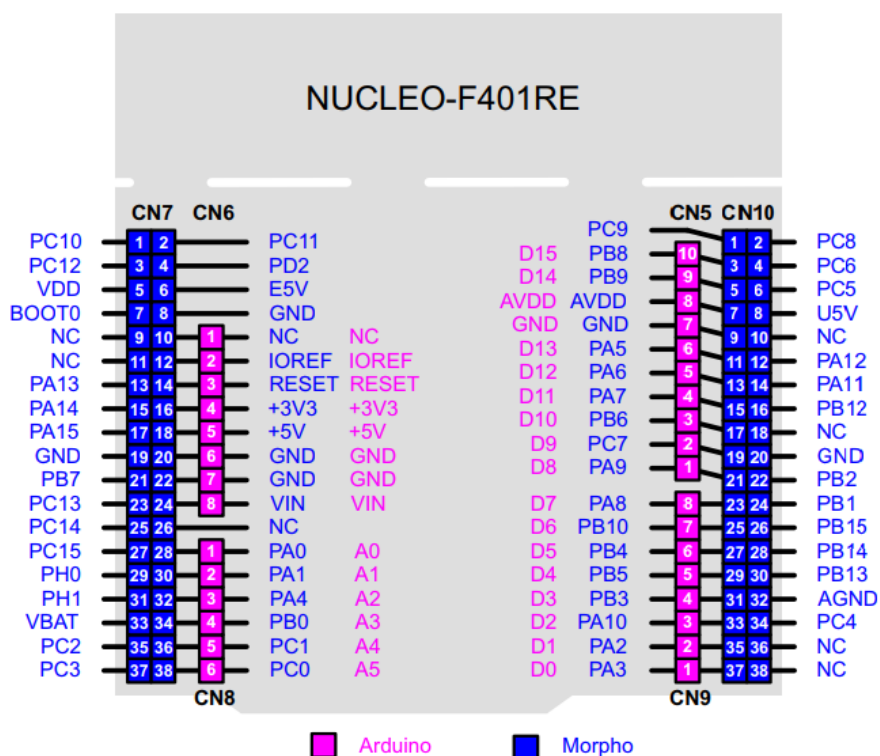 NUCLEO-F401RE
CN7 CN6 CN5 CN10
PC9
PC10 1 2 PC11 D15 PB8 10 1 2 PC8
PC12 3 4 PD2 D14 PB9 9 3 4 PC6
VDD 5 6 E5V AVDD AVDD 8 5 6 PC5
BOOT0 7 8 GND GND GND 7 7 8 U5V
NC 9 10 1 NC NC D13 PA5 6 9 10 NC
NC 11 12 2 IOREF IOREF D12 PA6 5 11 12 PA12
PA13 13 14 3 RESET RESET D11 PA7 4 13 14 PA11
PA14 15 16 4 +3V3 +3V3 D10 PB6 3 15 16 PB12
PA15 17 18 5 +5V +5V D9 PC7 2 17 18 NC
GND 19 20 6 GND GND D8 PA9 1 19 20 GND
PB7 21 22 7 GND GND 21 22 PB2
PC13 23 24 8 VIN VIN D7 PA8 8 23 24 PB1
PC14 25 26 NC D6 PB10 7 25 26 PB15
PC15 27 28 1 PA0 A0 D5 PB4 6 27 28 PB14
PH0 29 30 2 PA1 A1 D4 PB5 5 29 30 PB13
PH1 31 32 3 PA4 A2 D3 PB3 4 31 32 AGND
VBAT 33 34 4 PB0 A3 D2 PA10 3 33 34 PC4
PC2 35 36 5 PC1 A4 D1 PA2 2 35 36 NC
PC3 37 38 6 PC0 A5 D0 PA3 1 37 38 NC
CN8 CN9
Arduino Morpho